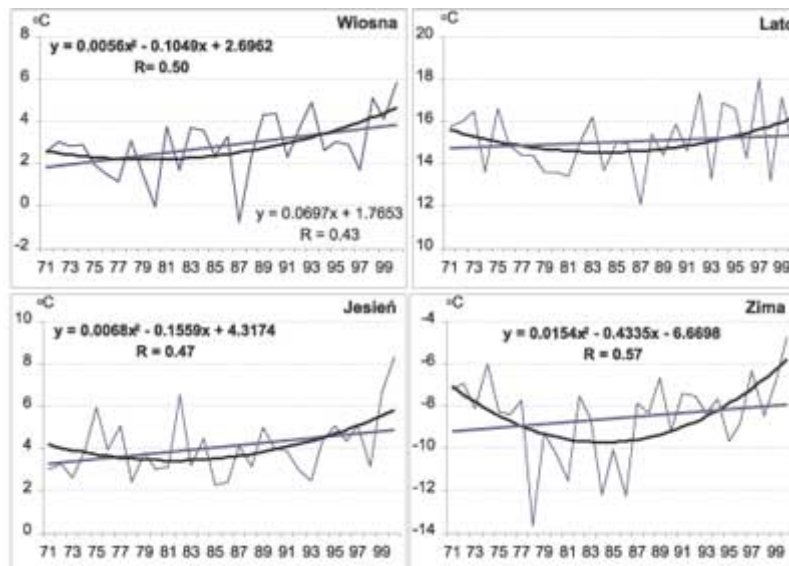 °C
Wiosna
y = 0.0056x² - 0.1049x + 2.6962
R= 0.50
8
6
4
2
0
-2
y = 0.0697x + 1.7653
R = 0.43
71 73 75 77 79 81 83 85 87 89 91 93 95 97 99
°C
Lato
20
18
16
14
12
10
71 73 75 77 79 81 83 85 87 89 91 93 95 97 99
°C
Jesień
y = 0.0068x² - 0.1559x + 4.3174
R = 0.47
10
8
6
4
2
0
71 73 75 77 79 81 83 85 87 89 91 93 95 97 99
°C
Zima
y = 0.0154x² - 0.4335x - 6.6698
R = 0.57
-4
-6
-8
-10
-12
-14
71 73 75 77 79 81 83 85 87 89 91 93 95 97 99